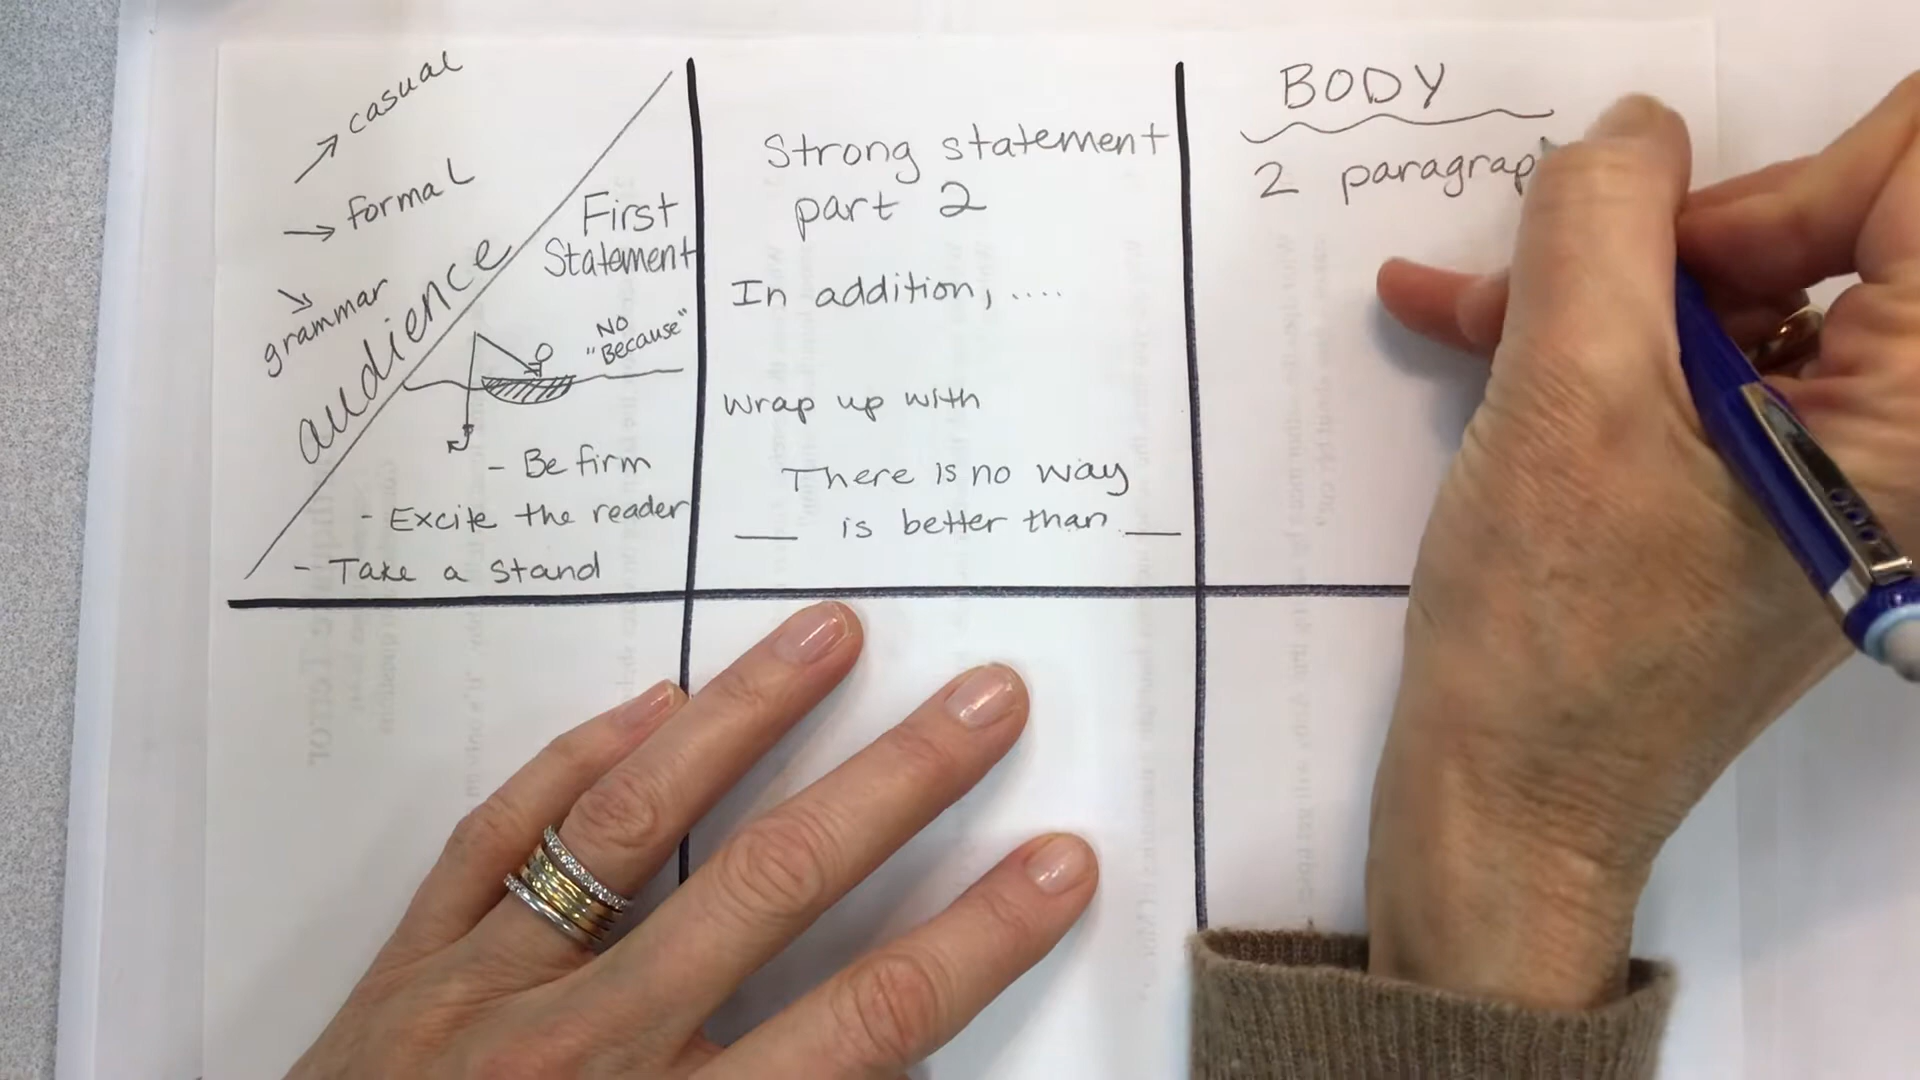 casual
formal
grammar
audience
First
Statement
NO
"Because"
- Be firm
- Excite the reader
- Take a stand
Strong statement
part 2
In addition, ....
Wrap up with
There is no way
___ is better than ___
BODY
2 paragrap